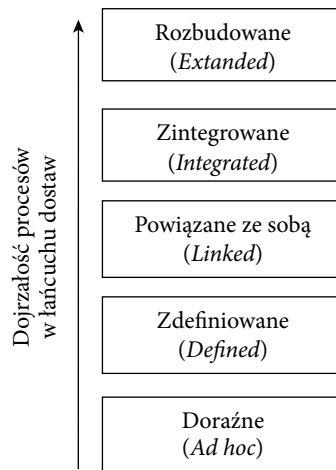 Rozbudowane
(Extanded)
Zintegrowane
(Integrated)
Powiązane ze sobą
(Linked)
Zdefiniowane
(Defined)
Doraźne
(Ad hoc)
Dojrzałość procesów
w łańcuchu dostaw